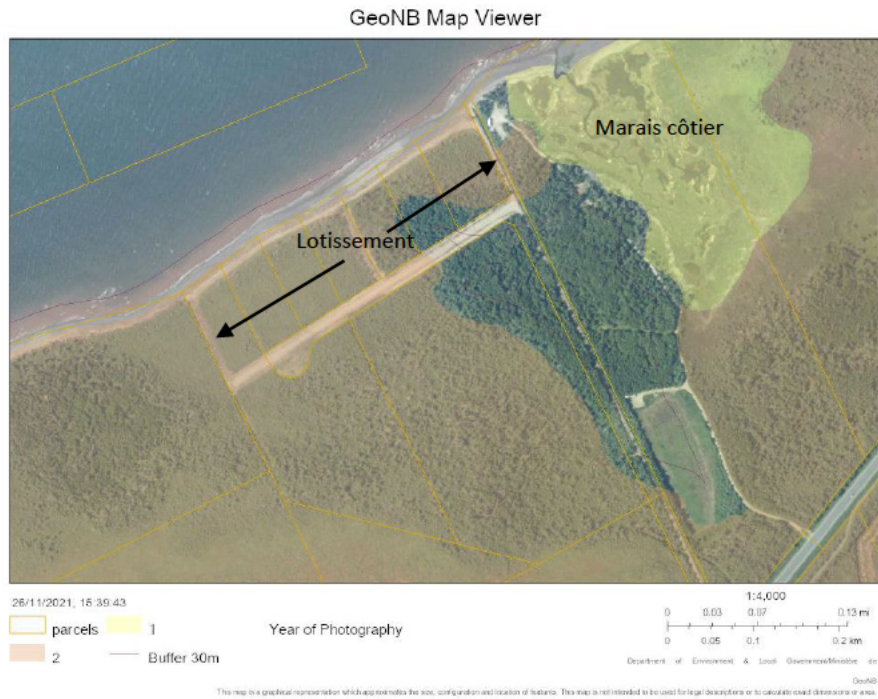 GeoNB Map Viewer
Marais côtier
Lotissement
26/11/2021, 15:39:43
1:4,000
0 0.03 0.07 0.13 mi
0 0.05 0.1 0.2 km
parcels 1 Year of Photography
2 Buffer 30m
Department of Environment & Local Government/Ministère de
GeoNB
This map is a graphical representation which approximates the size, configuration and location of features. This map is not intended to be used for legal descriptions or to calculate exact dimensions or area.